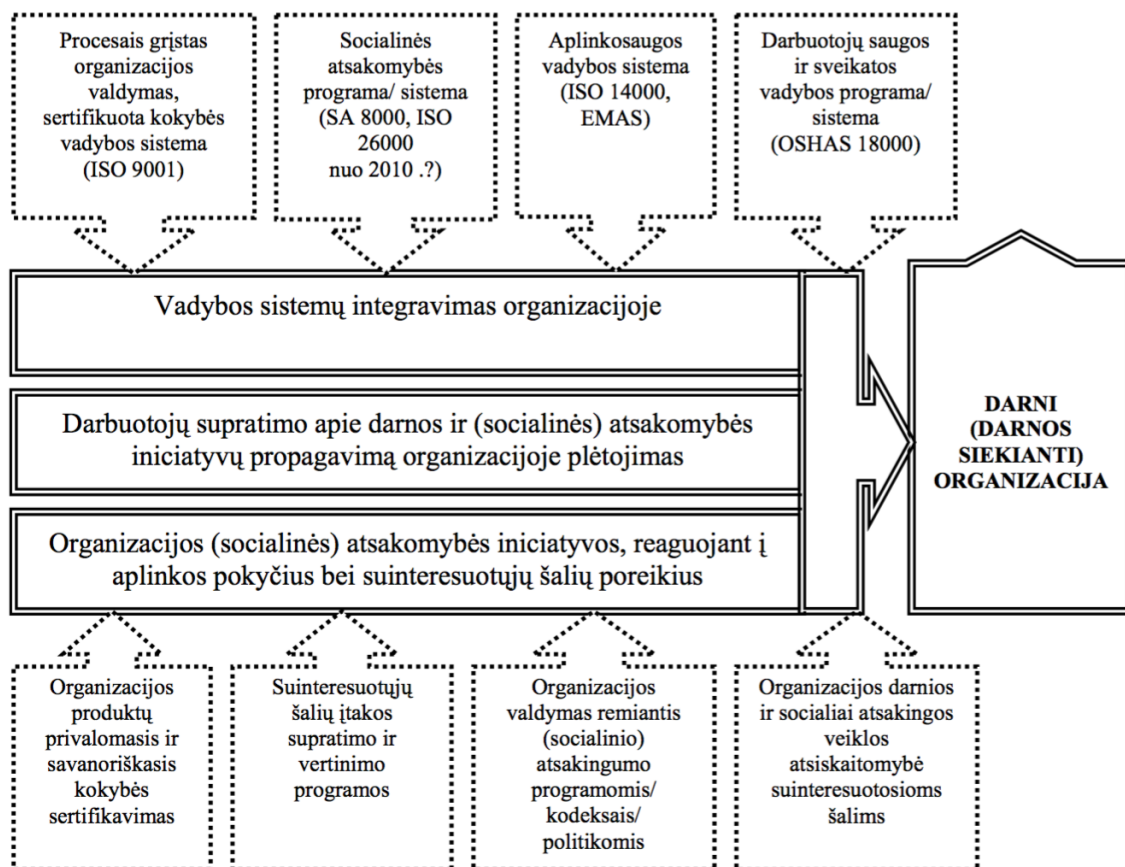 Procesais grįstas
organizacijos
valdymas,
sertifikuota kokybės
vadybos sistema
(ISO 9001)
Socialinės
atsakomybės
programa/ sistema
(SA 8000, ISO
26000
nuo 2010 .?)
Aplinkosaugos
vadybos sistema
(ISO 14000,
EMAS)
Darbuotojų saugos
ir sveikatos
vadybos programa/
sistema
(OSHAS 18000)
Vadybos sistemų integravimas organizacijoje
Darbuotojų supratimo apie darnos ir (socialinės) atsakomybės
iniciatyvų propagavimą organizacijoje plėtojimas
Organizacijos (socialinės) atsakomybės iniciatyvos, reaguojant į
aplinkos pokyčius bei suinteresuotųjų šalių poreikius
DARNI
(DARNOS
SIEKIANTI)
ORGANIZACIJA
Organizacijos
produktų
privalomasis ir
savanoriškasis
kokybės
sertifikavimas
Suinteresuotųjų
šalių įtakos
supratimo ir
vertinimo
programos
Organizacijos
valdymas remiantis
(socialinio)
atsakingumo
programomis/
kodeksais/
politikomis
Organizacijos darnios
ir socialiai atsakingos
veiklos
atsiskaitomybė
suinteresuotosioms
šalims